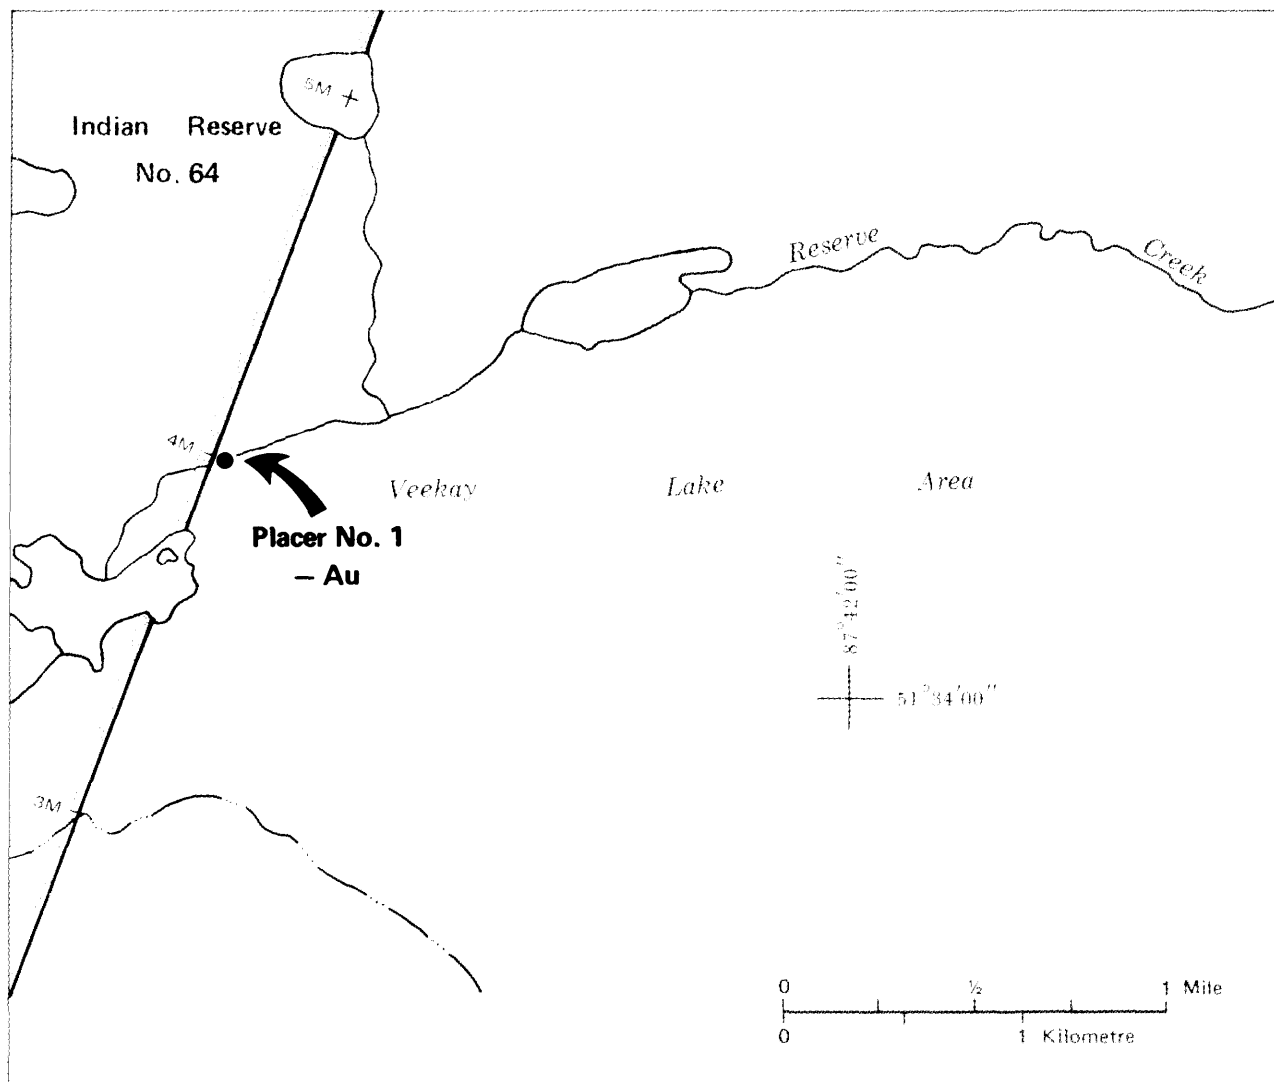 5M
Indian Reserve
No. 64
Reserve Creek
4M
Veekay Lake Area
Placer No. 1
– Au
87°42'00"
51°34'00"
3M
0 ½ 1 Mile
0 1 Kilometre